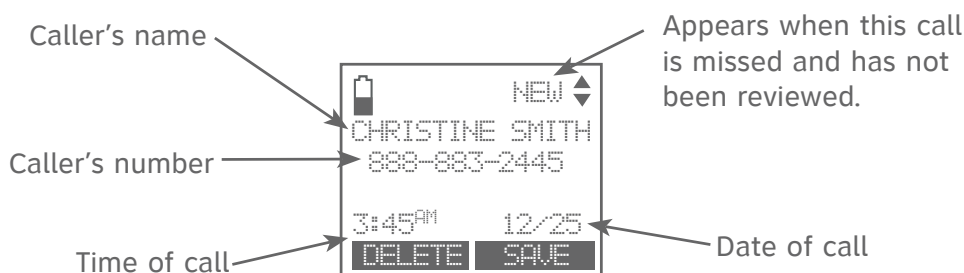 Caller's name
Appears when this call
is missed and has not
been reviewed.
NEW
CHRISTINE SMITH
Caller's number
888-883-2445
3:45AM 12/25
Time of call
DELETE SAVE
Date of call